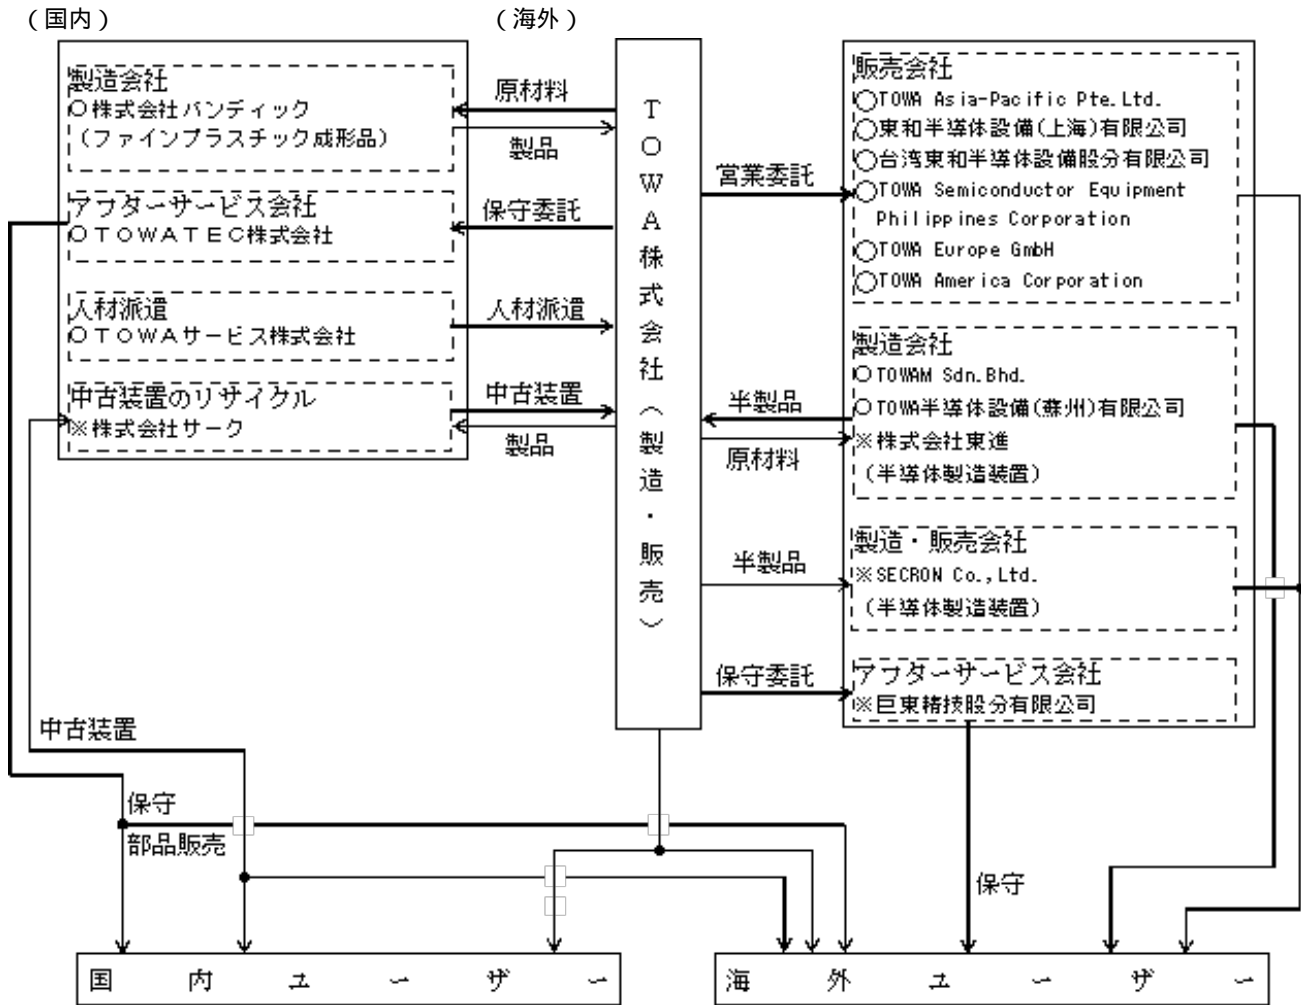 （国内）
（海外）
製造会社
○株式会社バンディック
（ファインプラスチック成形品）
アフターサービス会社
○ＴＯＷＡＴＥＣ株式会社
人材派遣
○ＴＯＷＡサービス株式会社
中古装置のリサイクル
※株式会社サーク
原材料
製品
保守委託
人材派遣
中古装置
製品
ＴＯＷＡ株式会社（製造・販売）
営業委託
半製品
原材料
半製品
保守委託
販売会社
○TOWA Asia-Pacific Pte.Ltd.
○東和半導体設備(上海)有限公司
○台湾東和半導体設備股分有限公司
○TOWA Semiconductor Equipment
Philippines Corporation
○TOWA Europe GmbH
○TOWA America Corporation
製造会社
○TOWAM Sdn.Bhd.
○TOWA半導体設備(蘇州)有限公司
※株式会社東進
（半導体製造装置）
製造・販売会社
※SECRON Co.,Ltd.
（半導体製造装置）
アフターサービス会社
※巨東精技股分有限公司
中古装置
保守
部品販売
保守
国内ユーザー
海外ユーザー